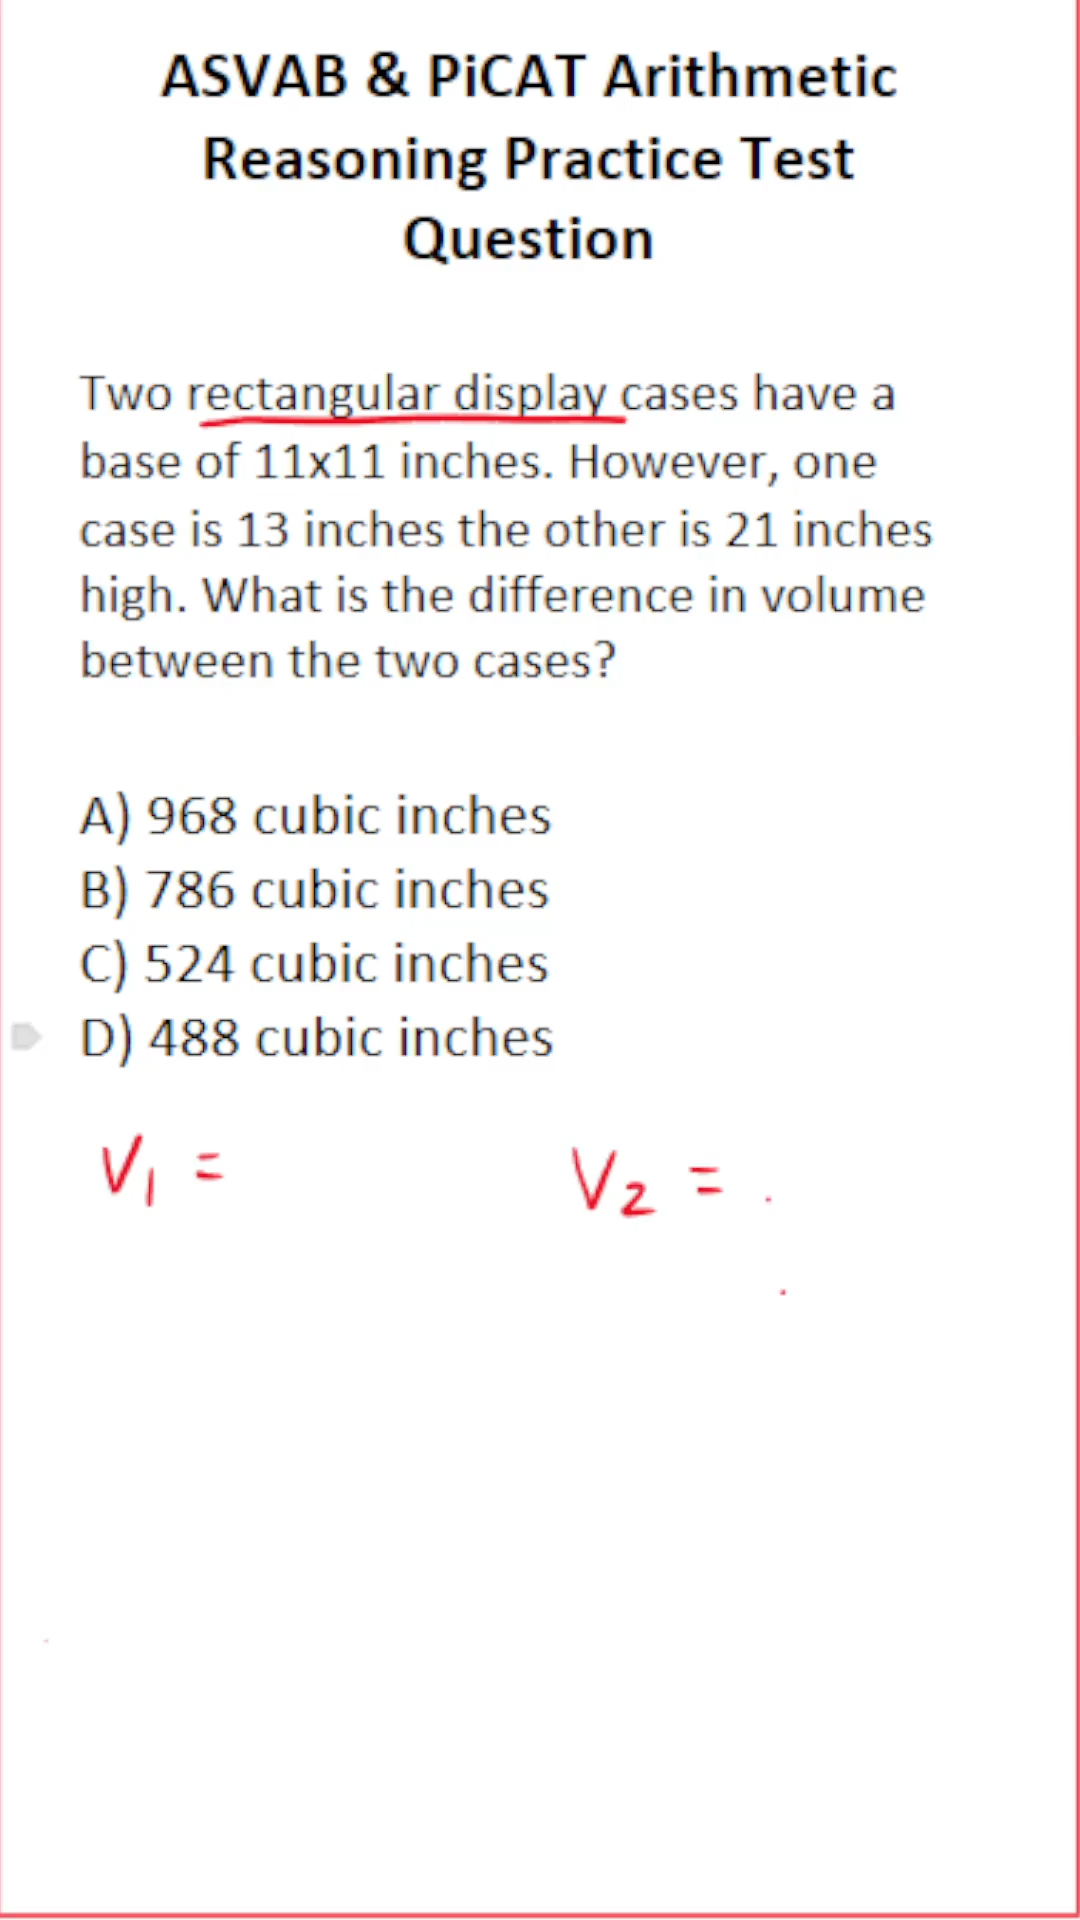 ASVAB & PiCAT Arithmetic
Reasoning Practice Test
Question
Two rectangular display cases have a
base of 11x11 inches. However, one
case is 13 inches the other is 21 inches
high. What is the difference in volume
between the two cases?
A) 968 cubic inches
B) 786 cubic inches
C) 524 cubic inches
D) 488 cubic inches
V₁ = V₂ =